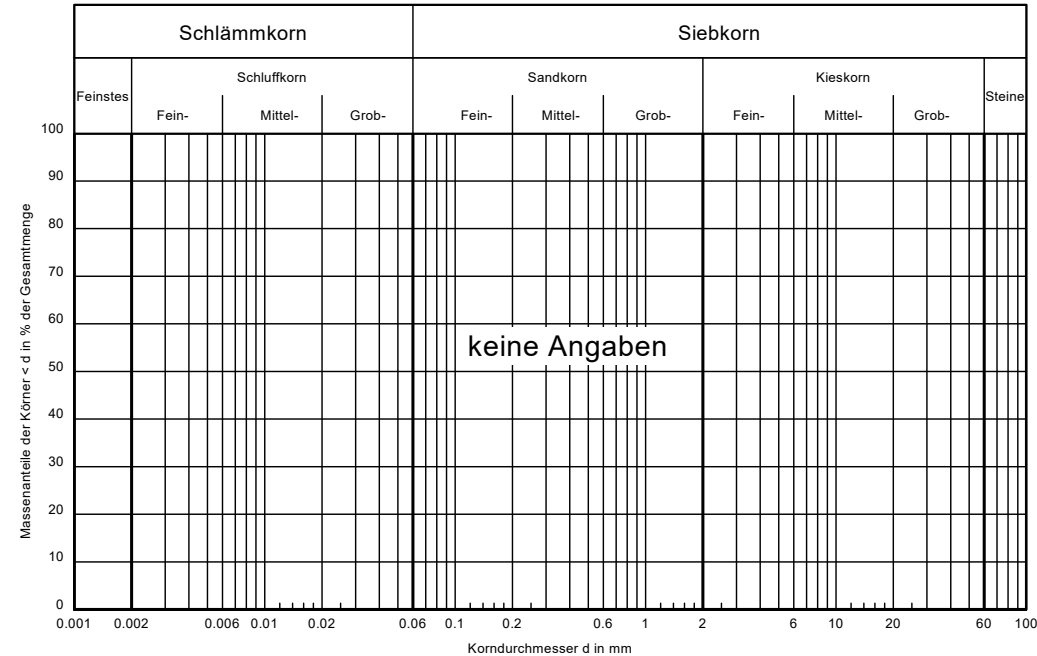 Schlämmkorn Siebkorn
Feinstes Schluffkorn Sandkorn Kieskorn Steine
Fein- Mittel- Grob- Fein- Mittel- Grob- Fein- Mittel- Grob-
Massenanteile der Körner < d in % der Gesamtmenge
100
90
80
70
60
50
40
30
20
10
0
keine Angaben
0.001 0.002 0.006 0.01 0.02 0.06 0.1 0.2 0.6 1 2 6 10 20 60 100
Korndurchmesser d in mm